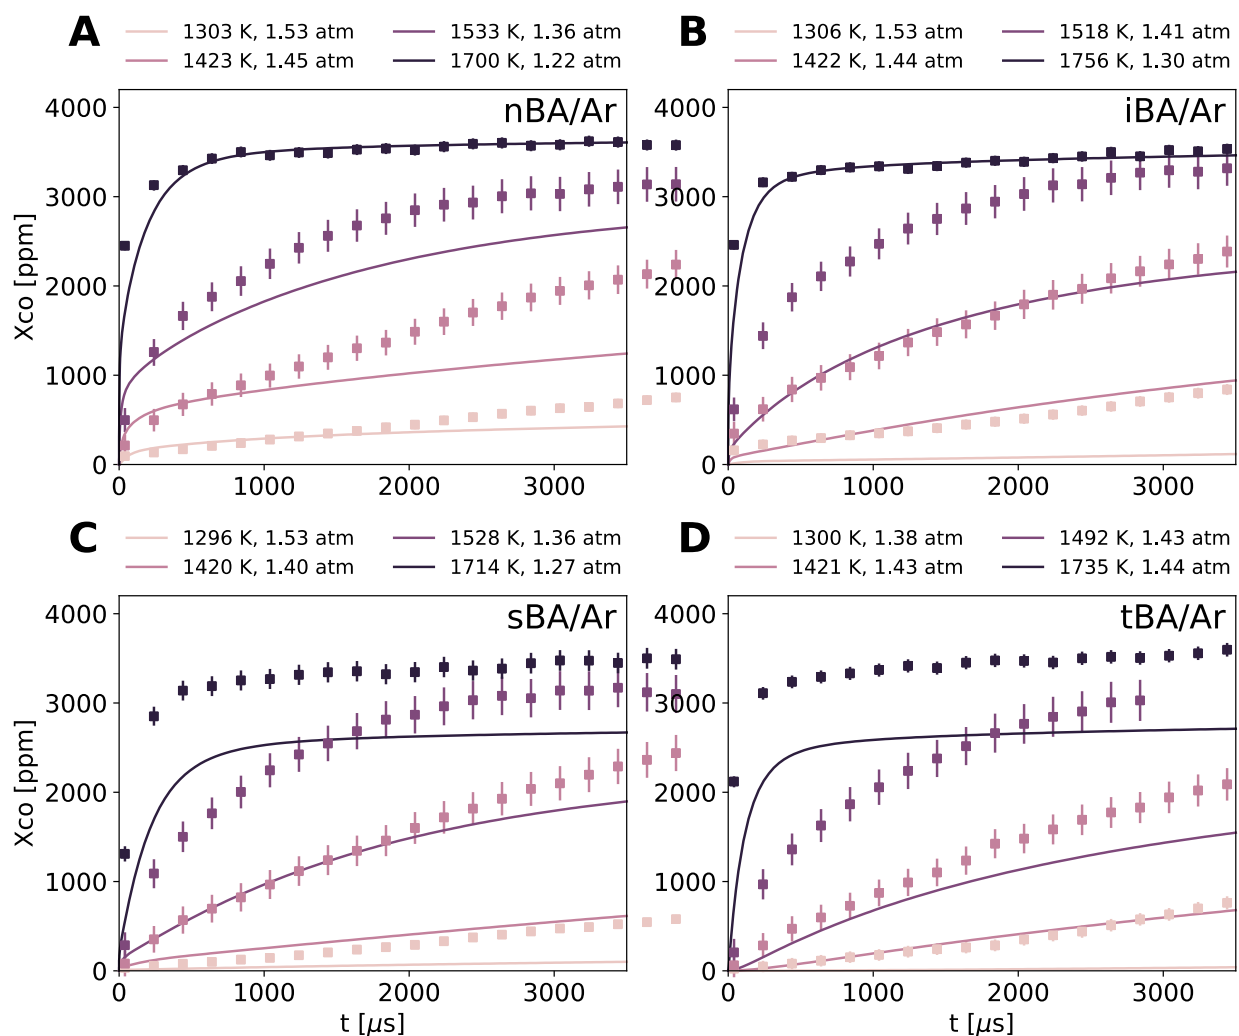 A
1303 K, 1.53 atm
1533 K, 1.36 atm
1423 K, 1.45 atm
1700 K, 1.22 atm
nBA/Ar
4000
3000
2000
1000
0
Xco [ppm]
0 1000 2000 3000
B
1306 K, 1.53 atm
1518 K, 1.41 atm
1422 K, 1.44 atm
1756 K, 1.30 atm
iBA/Ar
4000
3000
2000
1000
0
0 1000 2000 3000
C
1296 K, 1.53 atm
1528 K, 1.36 atm
1420 K, 1.40 atm
1714 K, 1.27 atm
sBA/Ar
4000
3000
2000
1000
0
Xco [ppm]
0 1000 2000 3000
t [μs]
D
1300 K, 1.38 atm
1492 K, 1.43 atm
1421 K, 1.43 atm
1735 K, 1.44 atm
tBA/Ar
4000
3000
2000
1000
0
0 1000 2000 3000
t [μs]